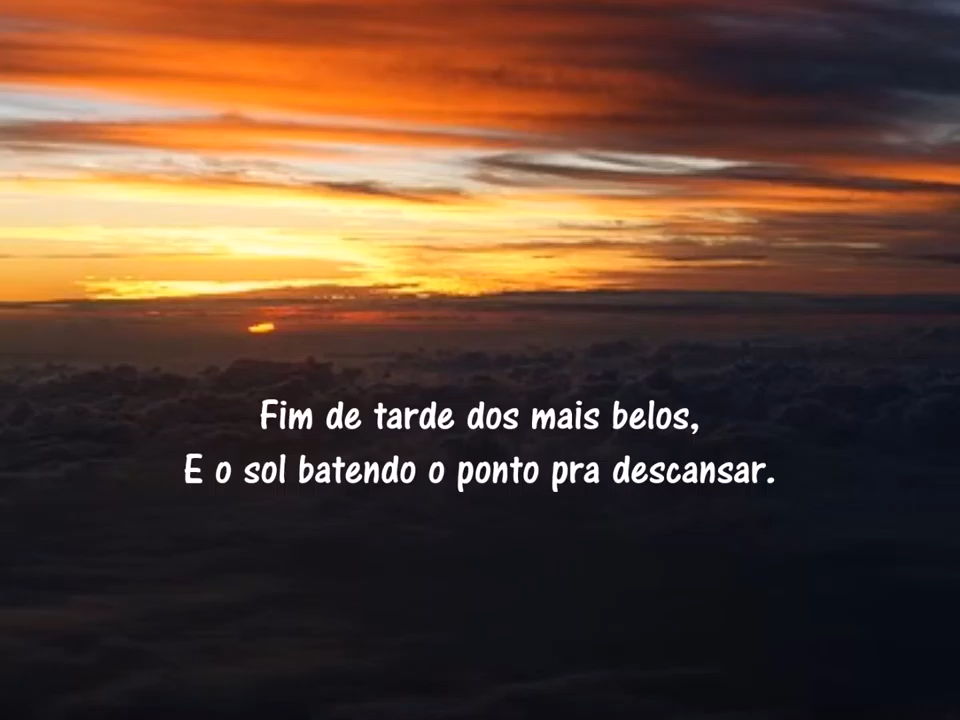 Fim de tarde dos mais belos,
E o sol batendo o ponto pra descansar.